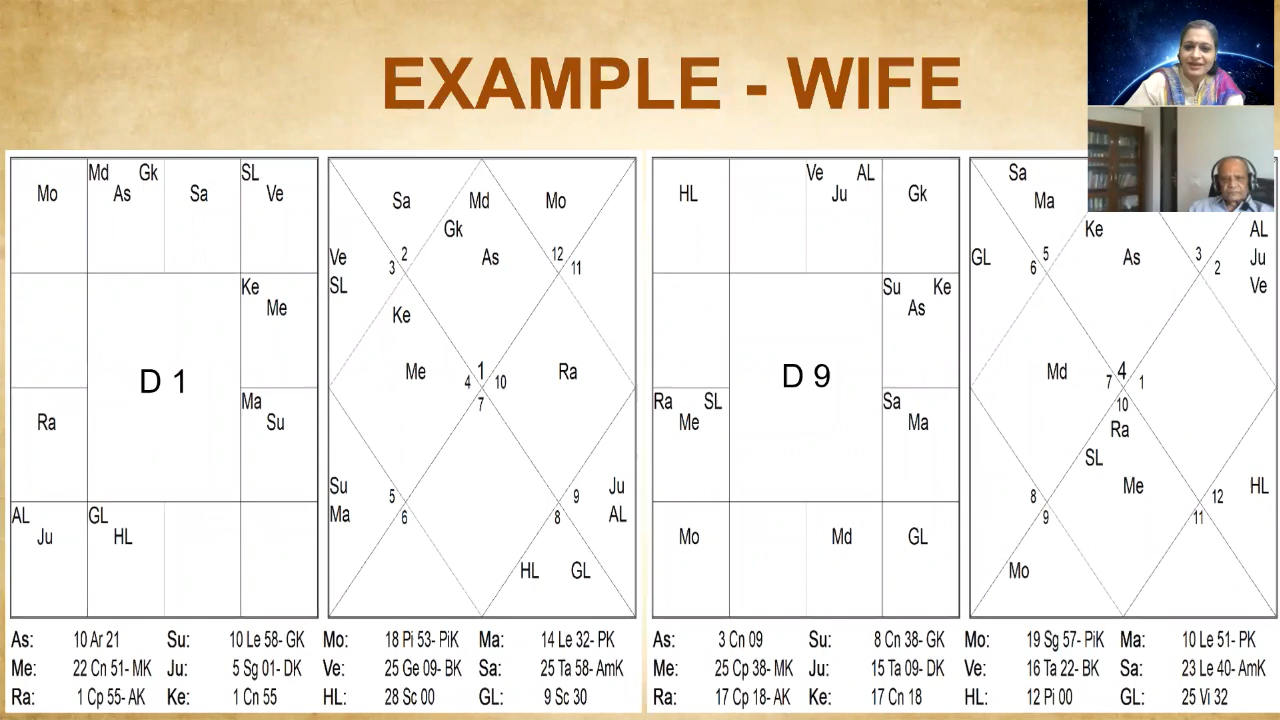 EXAMPLE - WIFE
Mo
Md Gk
As
Sa
SL
Ve
Ke
Me
D 1
Ma
Su
Ra
AL
Ju
GL
HL
Sa
Md
Mo
Gk
Ve
2
As
12
3
11
SL
Ke
Me
1
Ra
4
10
7
Su
5
9
Ju
Ma
6
8
AL
HL
GL
HL
Ve AL
Ju
Gk
Su Ke
As
D 9
Ra SL
Me
Sa
Ma
Mo
Md
GL
Sa
Ma
Ke
AL
GL
5
As
3
Ju
6
2
Ve
Md
4
7
1
10
Ra
SL
Me
8
12
HL
9
11
Mo
As: 10 Ar 21 Su: 10 Le 58- GK Mo: 18 Pi 53- PiK Ma: 14 Le 32- PK
Me: 22 Cn 51- MK Ju: 5 Sg 01- DK Ve: 25 Ge 09- BK Sa: 25 Ta 58-AmK
Ra: 1 Cp 55- AK Ke: 1 Cn 55 HL: 28 Sc 00 GL: 9 Sc 30
As: 3 Cn 09 Su: 8 Cn 38- GK Mo: 19 Sg 57- PiK Ma: 10 Le 51- PK
Me: 25 Cp 38- MK Ju: 15 Ta 09- DK Ve: 16 Ta 22- BK Sa: 23 Le 40- AmK
Ra: 17 Cp 18- AK Ke: 17 Cn 18 HL: 12 Pi 00 GL: 25 Vi 32